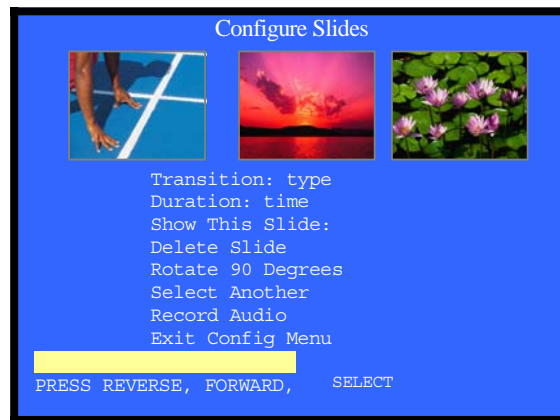 Configure Slides
Transition: type
Duration: time
Show This Slide:
Delete Slide
Rotate 90 Degrees
Select Another
Record Audio
Exit Config Menu
PRESS REVERSE, FORWARD, SELECT